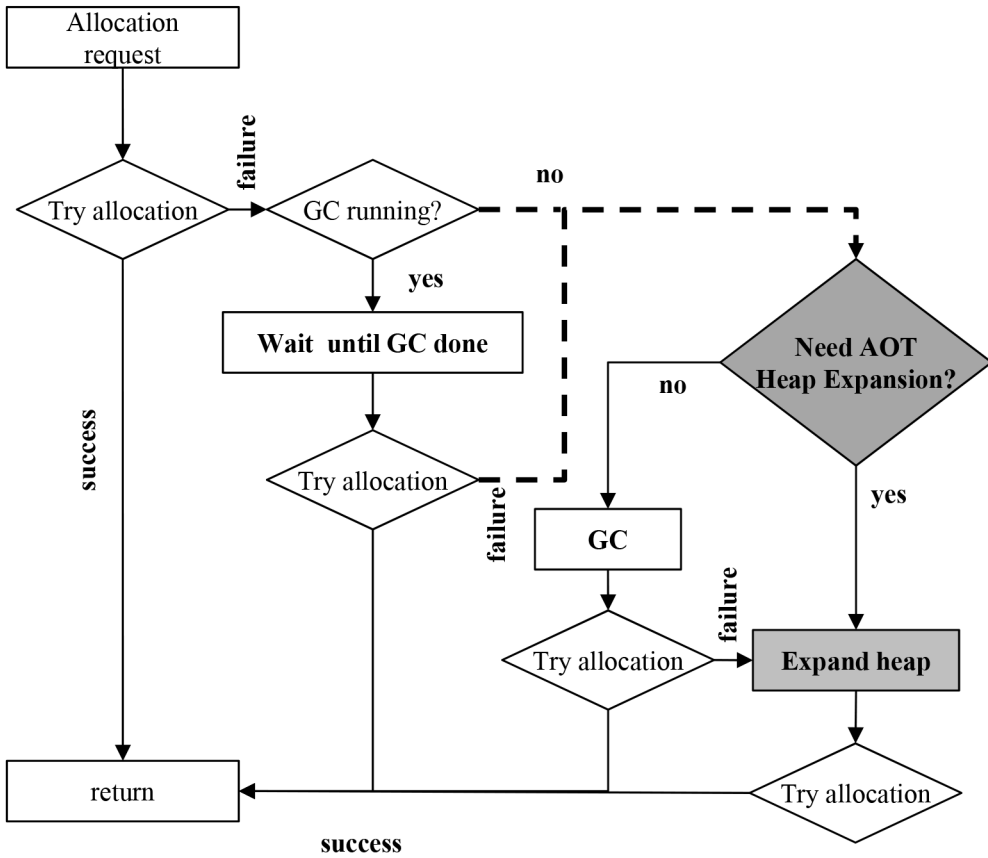 Allocation
request
failure
no
Try allocation
GC running?
yes
Wait until GC done
Need AOT
Heap Expansion?
no
success
Try allocation
failure
yes
GC
failure
Try allocation
Expand heap
return
Try allocation
success